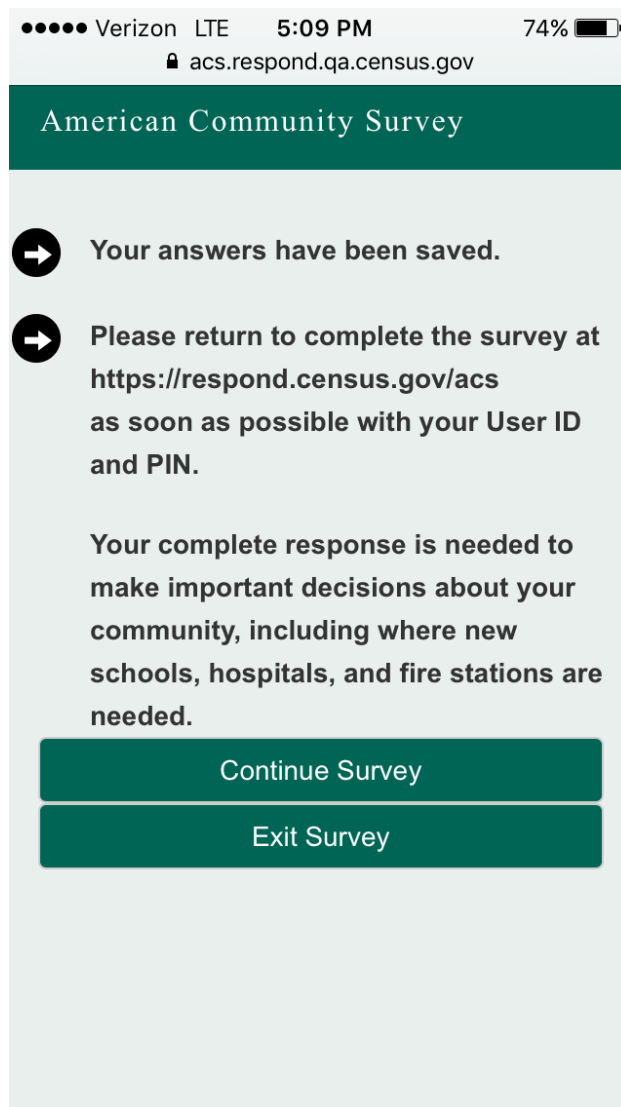 Verizon LTE 5:09 PM 74%
acs.respond.qa.census.gov
American Community Survey
Your answers have been saved.
Please return to complete the survey at
https://respond.census.gov/acs
as soon as possible with your User ID
and PIN.
Your complete response is needed to
make important decisions about your
community, including where new
schools, hospitals, and fire stations are
needed.
Continue Survey
Exit Survey